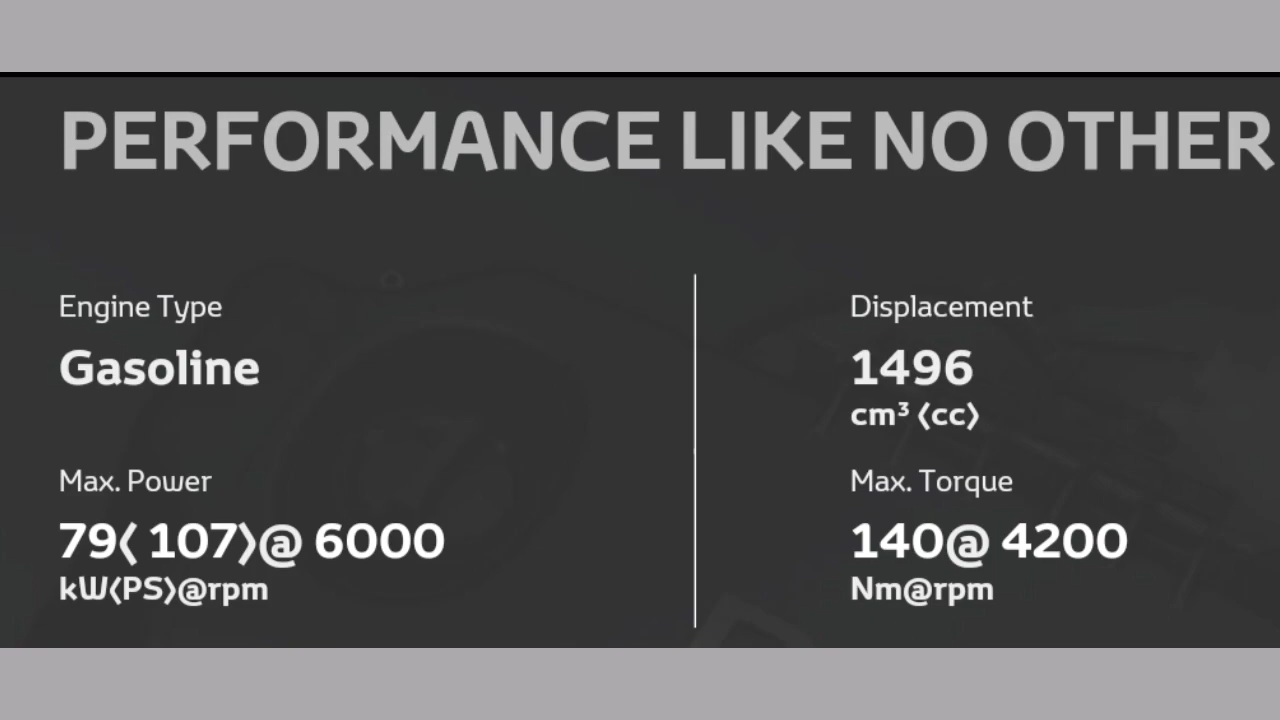 PERFORMANCE LIKE NO OTHER
Engine Type
Gasoline
Displacement
1496
cm³ (cc)
Max. Power
79( 107)@ 6000
kW(PS)@rpm
Max. Torque
140@ 4200
Nm@rpm